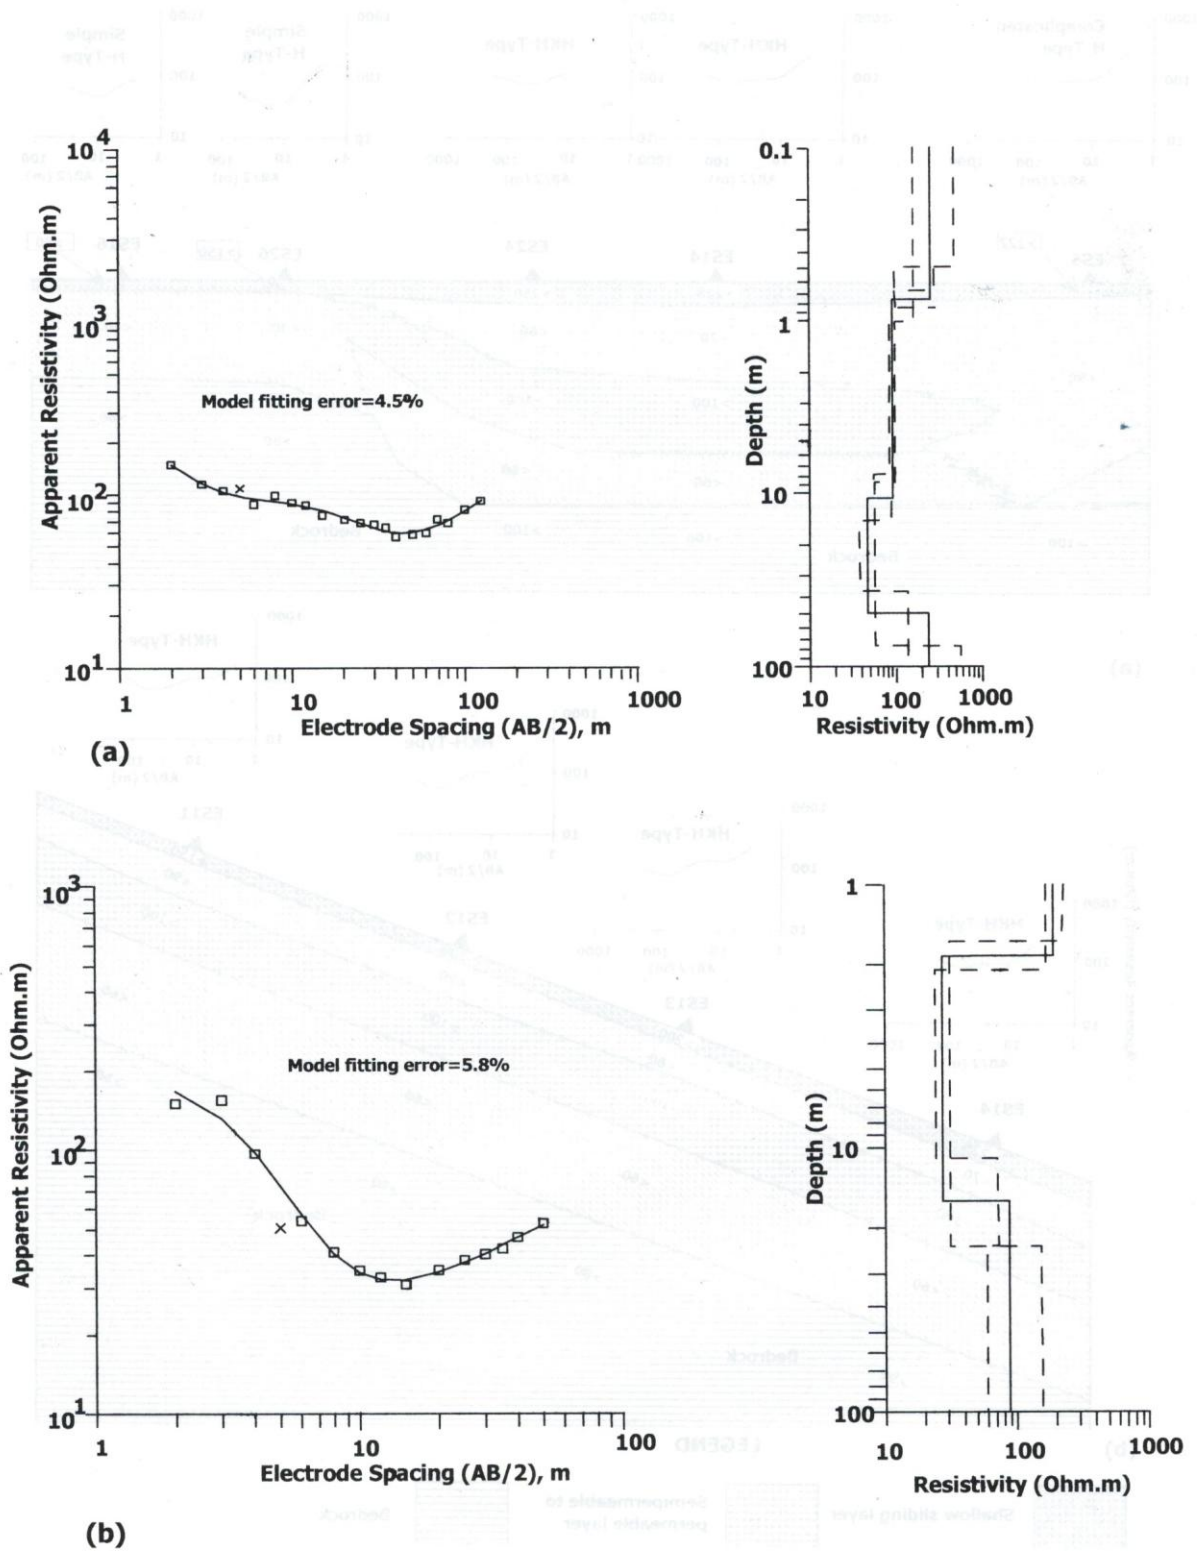 10^4
10^3
10^2
10^1
Apparent Resistivity (Ohm.m)
Model fitting error=4.5%
1
10
100
1000
Electrode Spacing (AB/2), m
0.1
1
10
100
Depth (m)
10
100
1000
Resistivity (Ohm.m)
(a)
10^3
10^2
10^1
Apparent Resistivity (Ohm.m)
Model fitting error=5.8%
1
10
100
Electrode Spacing (AB/2), m
1
10
100
Depth (m)
10
100
1000
Resistivity (Ohm.m)
(b)